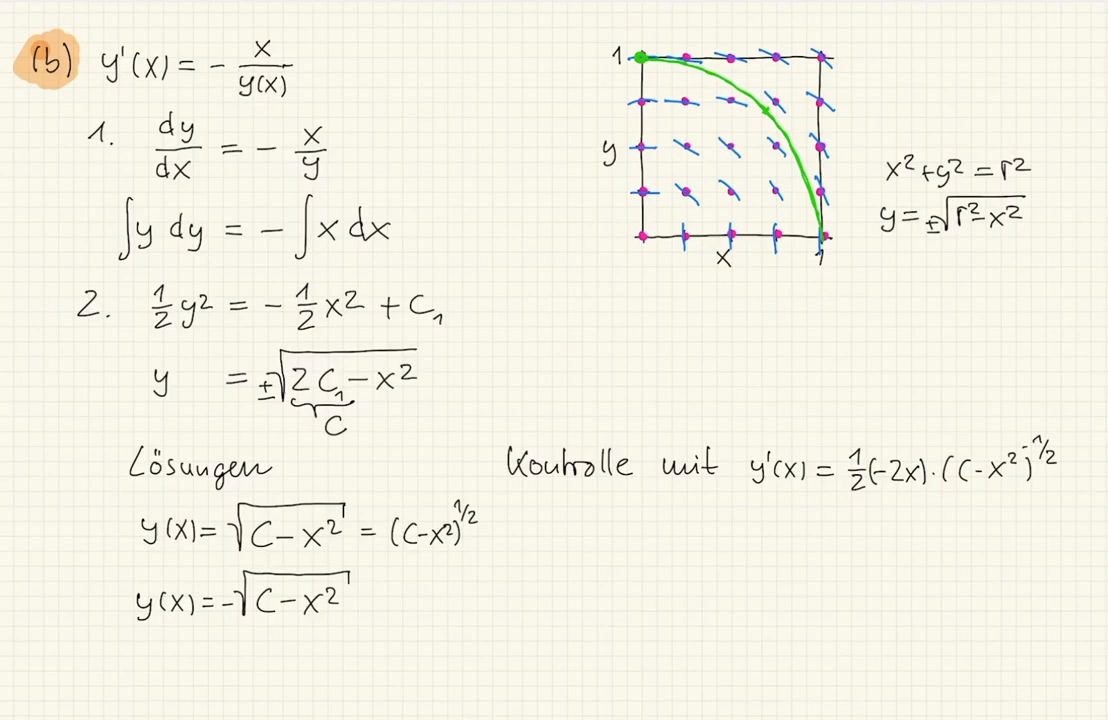 (b) y'(x) = - x/y(x)
1. dy/dx = - x/y
∫y dy = - ∫x dx
2. 1/2 y² = - 1/2 x² + C₁
y = ±√(2C₁ - x²)
C
Lösungen
y(x) = √(C - x²) = (C-x²)^1/2
y(x) = -√(C - x²)
1
y
x
1
x² + y² = r²
y = ±√(r² - x²)
Kontrolle mit y'(x) = 1/2(-2x)·(C-x²)^-1/2